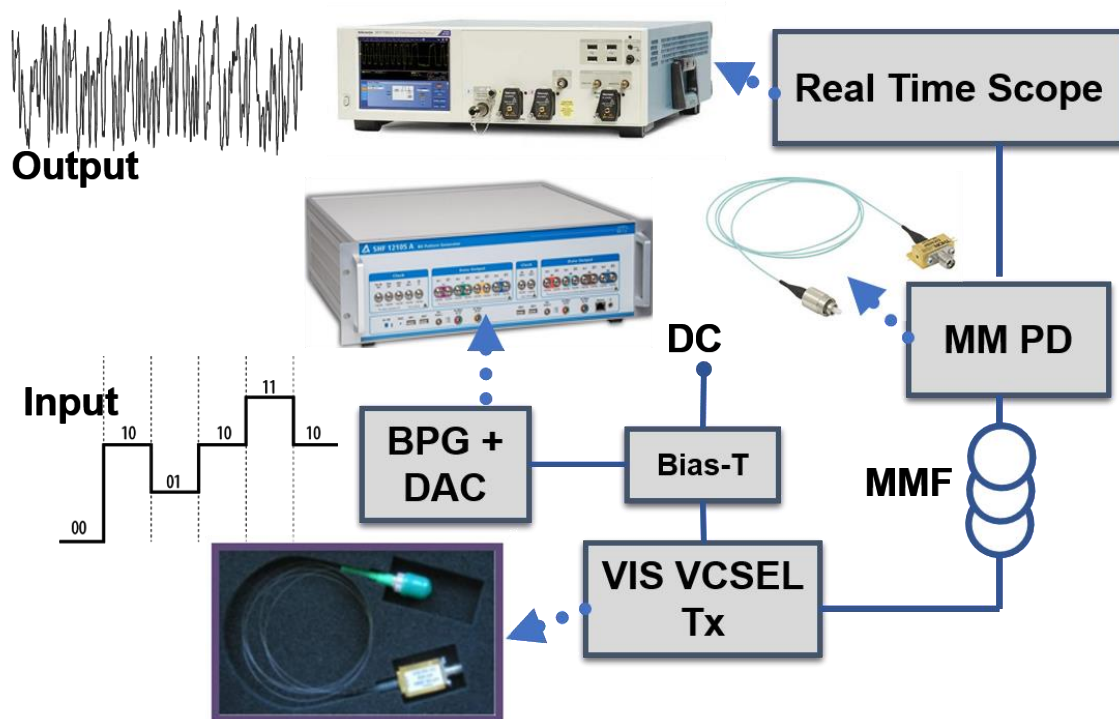 Output
Real Time Scope
SHF 12105 A
MM PD
DC
Input
00
10
01
10
11
10
BPG +
DAC
Bias-T
MMF
VIS VCSEL
Tx